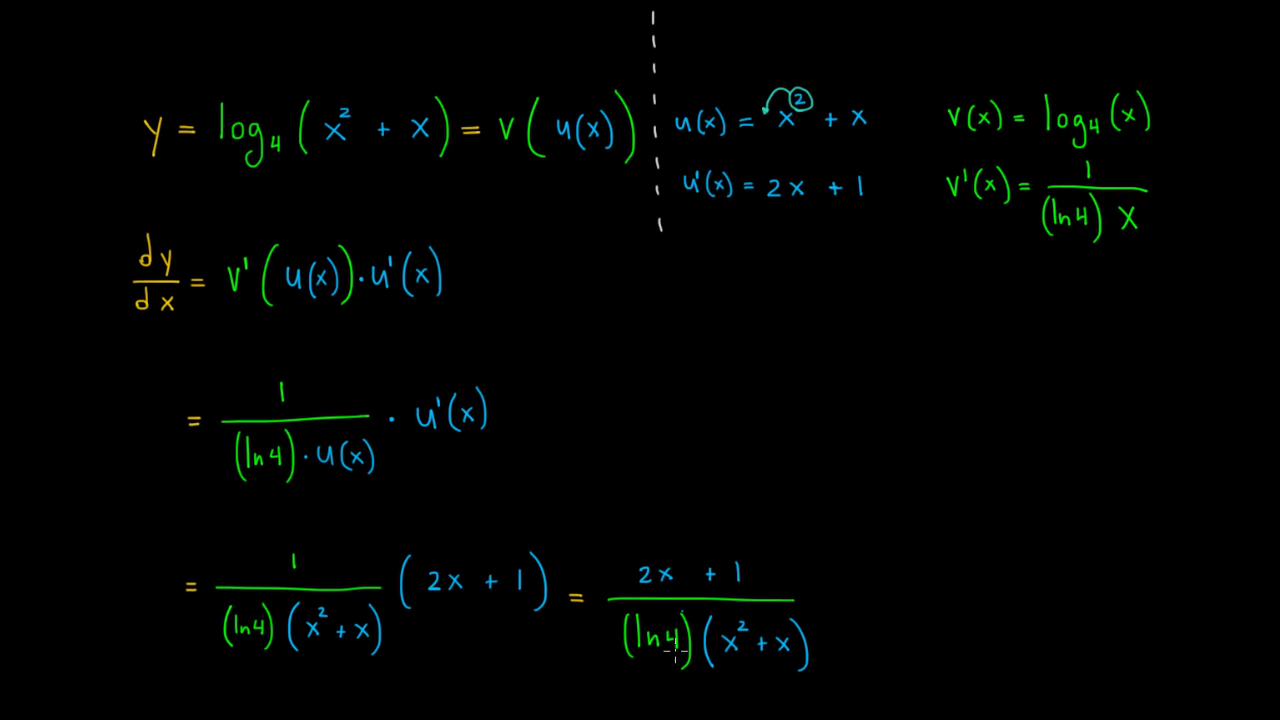 y = log₄(x² + x) = v(u(x))
u(x) = x² + x
u'(x) = 2x + 1
v(x) = log₄(x)
v'(x) = 1/((ln4) x)
dy/dx = v'(u(x))·u'(x)
= 1/((ln4)·u(x)) · u'(x)
= 1/((ln4)(x²+x)) (2x + 1) = (2x + 1)/((ln4)(x²+x))